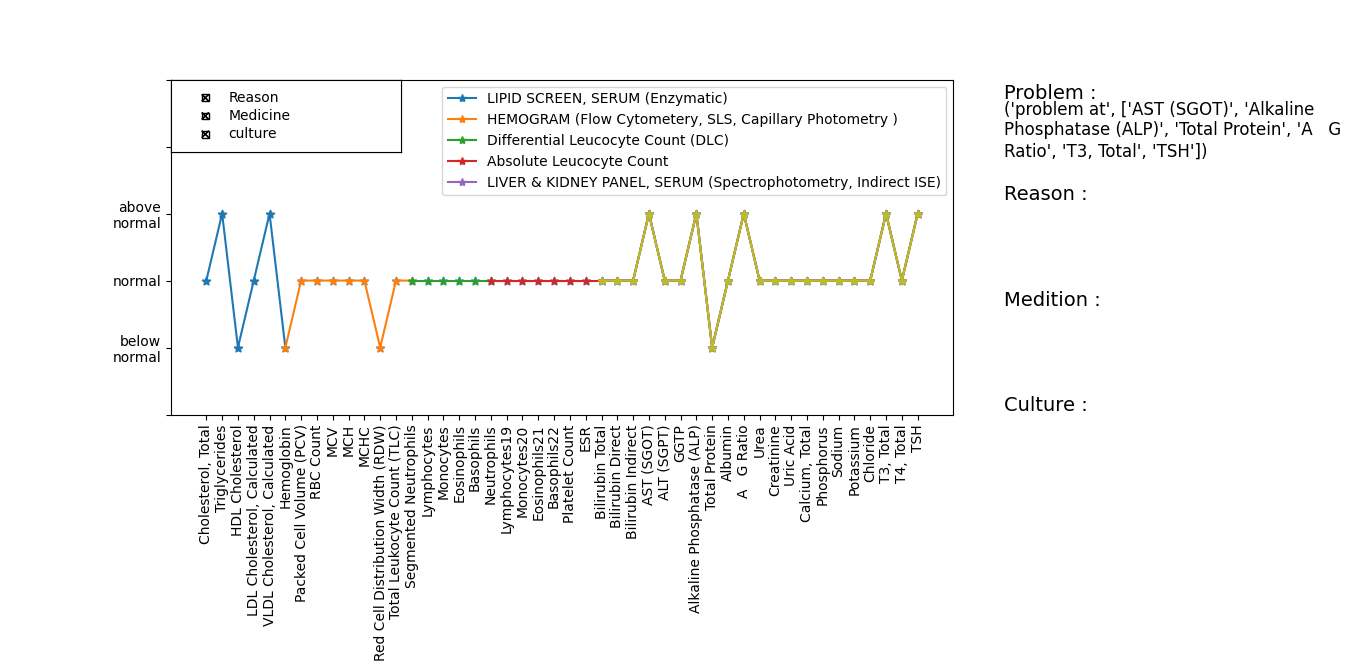 Reason
Medicine
culture
LIPID SCREEN, SERUM (Enzymatic)
HEMOGRAM (Flow Cytometery, SLS, Capillary Photometry )
Differential Leucocyte Count (DLC)
Absolute Leucocyte Count
LIVER & KIDNEY PANEL, SERUM (Spectrophotometry, Indirect ISE)
above
normal
normal
below
normal
Cholesterol, Total
Triglycerides
HDL Cholesterol
LDL Cholesterol, Calculated
VLDL Cholesterol, Calculated
Hemoglobin
Packed Cell Volume (PCV)
RBC Count
MCV
MCH
MCHC
Red Cell Distribution Width (RDW)
Total Leukocyte Count (TLC)
Segmented Neutrophils
Lymphocytes
Monocytes
Eosinophils
Basophils
Neutrophils
Lymphocytes19
Monocytes20
Eosinophils21
Basophils22
Platelet Count
ESR
Bilirubin Total
Bilirubin Direct
Bilirubin Indirect
AST (SGOT)
ALT (SGPT)
GGTP
Alkaline Phosphatase (ALP)
Total Protein
Albumin
A   G Ratio
Urea
Creatinine
Uric Acid
Calcium, Total
Phosphorus
Sodium
Potassium
Chloride
T3, Total
T4, Total
TSH
Problem :
('problem at', ['AST (SGOT)', 'Alkaline
Phosphatase (ALP)', 'Total Protein', 'A   G
Ratio', 'T3, Total', 'TSH'])
Reason :
Medition :
Culture :